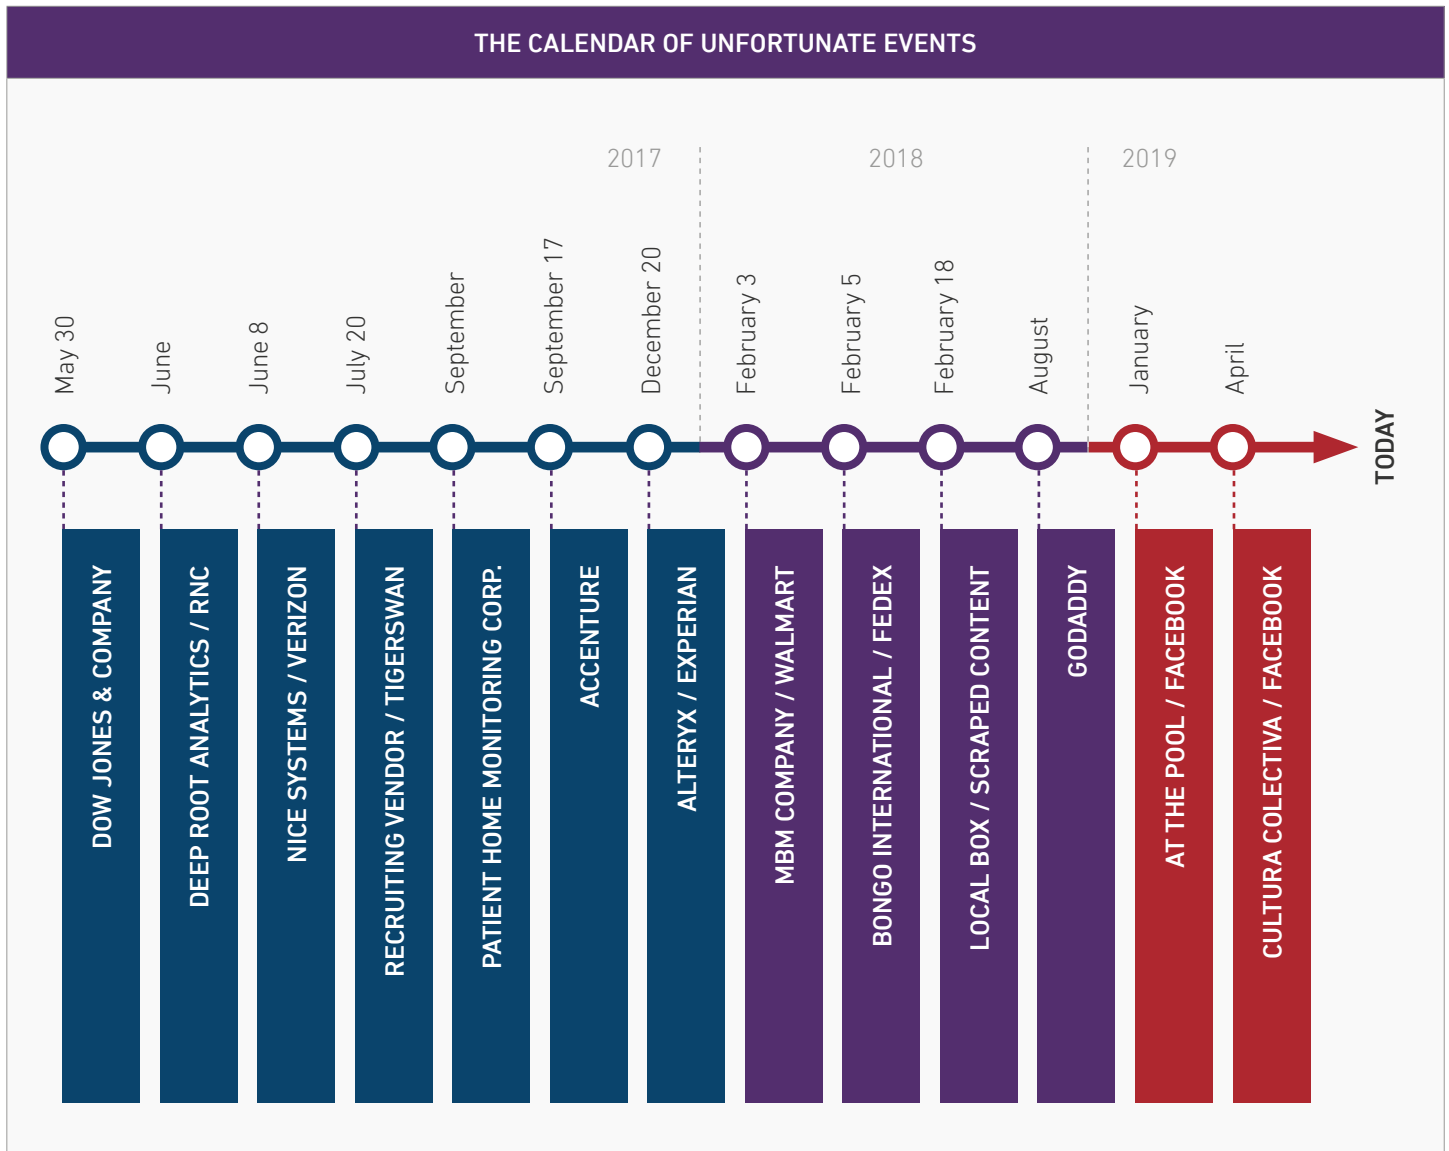 THE CALENDAR OF UNFORTUNATE EVENTS
2017
2018
2019
May 30
June
June 8
July 20
September
September 17
December 20
February 3
February 5
February 18
August
January
April
TODAY
DOW JONES & COMPANY
DEEP ROOT ANALYTICS / RNC
NICE SYSTEMS / VERIZON
RECRUITING VENDOR / TIGERSWAN
PATIENT HOME MONITORING CORP.
ACCENTURE
ALTERYX / EXPERIAN
MBM COMPANY / WALMART
BONGO INTERNATIONAL / FEDEX
LOCAL BOX / SCRAPED CONTENT
GODADDY
AT THE POOL / FACEBOOK
CULTURA COLECTIVA / FACEBOOK